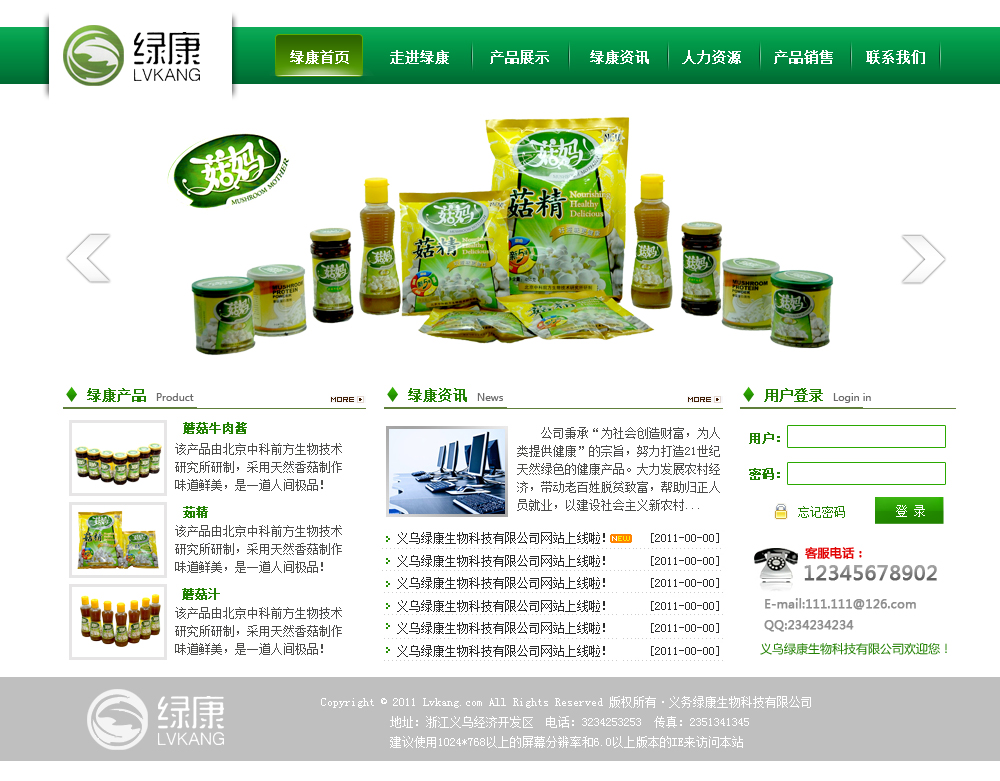 绿康
LVKANG
绿康首页 走进绿康 产品展示 绿康资讯 人力资源 产品销售 联系我们
菇妈
MUSHROOM MOTHER
菇妈
菇精
Nourishing
Healthy
Delicious
菇妈
菇精
Nourishing
Healthy
Delicious
MUSHROOM
PROTEIN
绿康产品 Product MORE
蘑菇牛肉酱
该产品由北京中科前方生物技术
研究所研制，采用天然香菇制作
味道鲜美，是一道人间极品！
菇精
该产品由北京中科前方生物技术
研究所研制，采用天然香菇制作
味道鲜美，是一道人间极品！
蘑菇汁
该产品由北京中科前方生物技术
研究所研制，采用天然香菇制作
味道鲜美，是一道人间极品！
绿康资讯 News MORE
公司秉承“为社会创造财富，为人
类提供健康”的宗旨，努力打造21世纪
天然绿色的健康产品。大力发展农村经
济，带动老百姓脱贫致富，帮助归正人
员就业，以建设社会主义新农村...
义乌绿康生物科技有限公司网站上线啦！ NEW [2011-00-00]
义乌绿康生物科技有限公司网站上线啦！ [2011-00-00]
义乌绿康生物科技有限公司网站上线啦！ [2011-00-00]
义乌绿康生物科技有限公司网站上线啦！ [2011-00-00]
义乌绿康生物科技有限公司网站上线啦！ [2011-00-00]
义乌绿康生物科技有限公司网站上线啦！ [2011-00-00]
用户登录 Login in
用户：
密码：
忘记密码 登 录
客服电话：
12345678902
E-mail:111.111@126.com
QQ:234234234
义乌绿康生物科技有限公司欢迎您！
绿康
LVKANG
Copyright © 2011 Lvkang.com All Rights Reserved 版权所有·义务绿康生物科技有限公司
地址：浙江义乌经济开发区 电话：3234253253 传真：2351341345
建议使用1024*768以上的屏幕分辨率和6.0以上版本的IE来访问本站